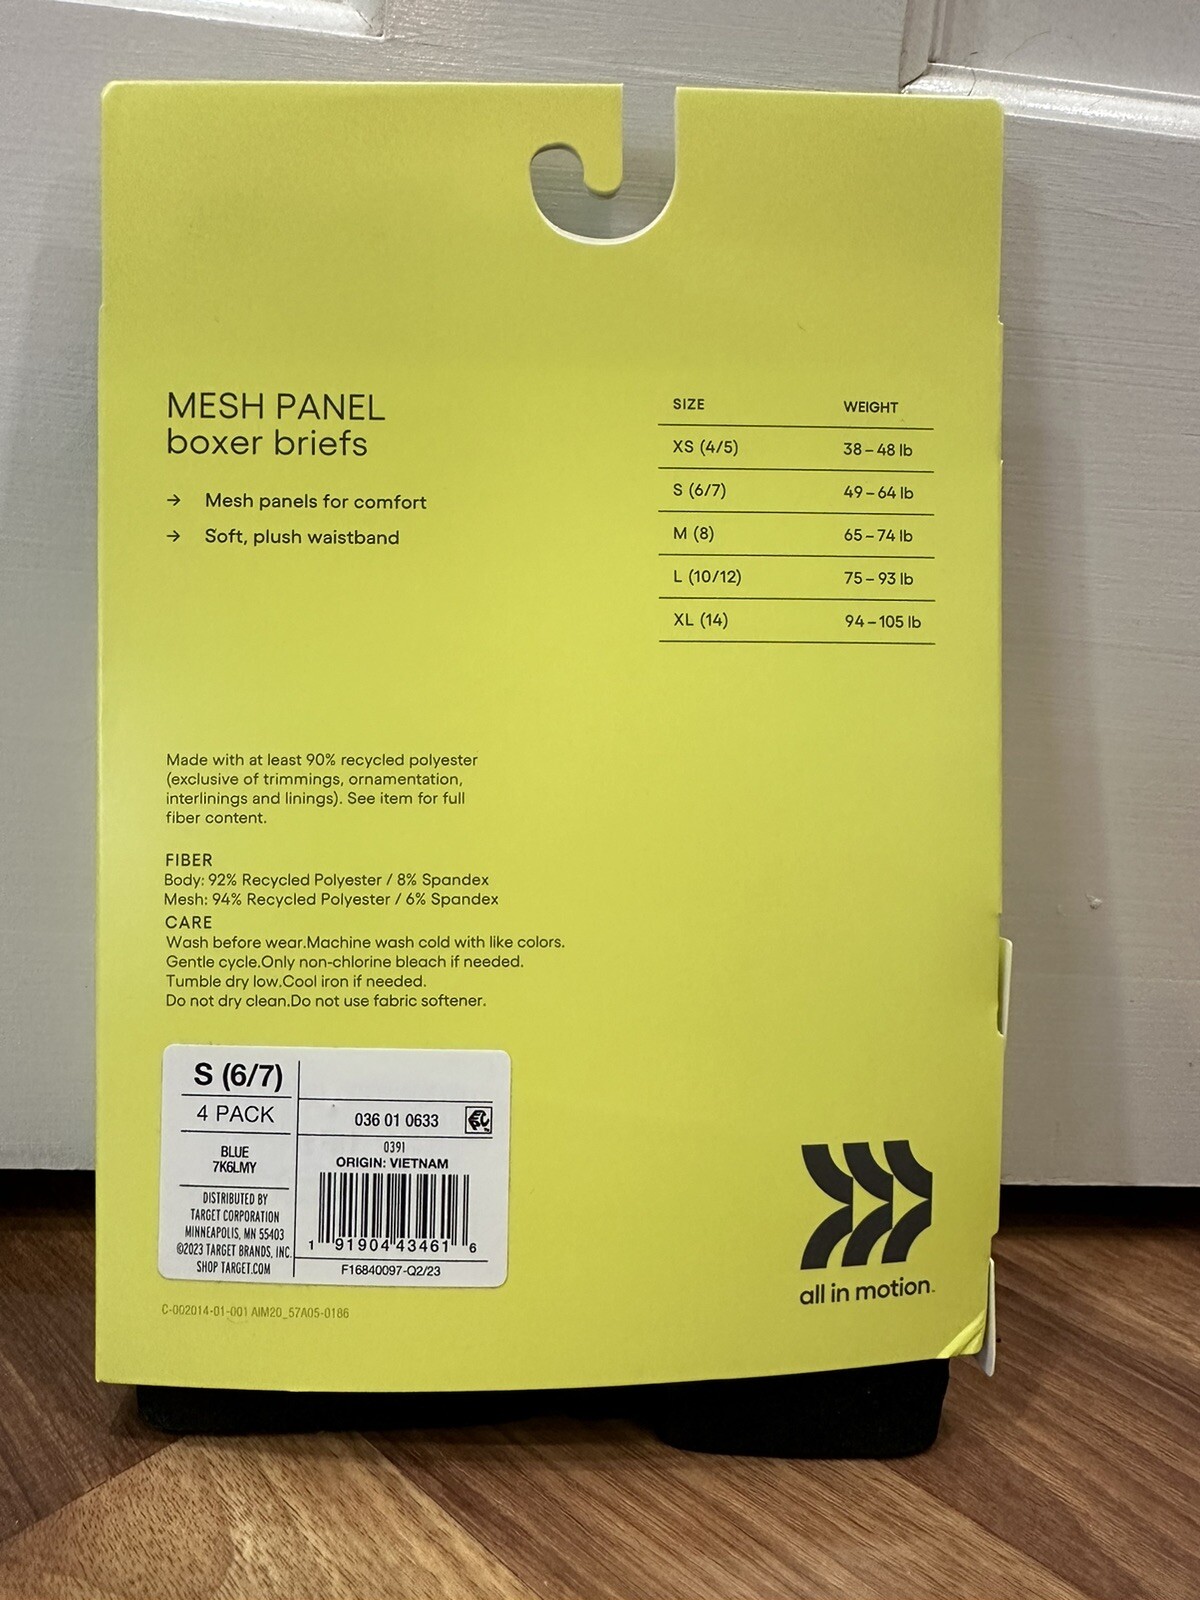 MESH PANEL
boxer briefs
→ Mesh panels for comfort
→ Soft, plush waistband
SIZE WEIGHT
XS (4/5) 38 – 48 lb
S (6/7) 49 – 64 lb
M (8) 65 – 74 lb
L (10/12) 75 – 93 lb
XL (14) 94 – 105 lb
Made with at least 90% recycled polyester
(exclusive of trimmings, ornamentation,
interlinings and linings). See item for full
fiber content.
FIBER
Body: 92% Recycled Polyester / 8% Spandex
Mesh: 94% Recycled Polyester / 6% Spandex
CARE
Wash before wear.Machine wash cold with like colors.
Gentle cycle.Only non-chlorine bleach if needed.
Tumble dry low.Cool iron if needed.
Do not dry clean.Do not use fabric softener.
S (6/7)
4 PACK
BLUE
7K6LMY
DISTRIBUTED BY
TARGET CORPORATION
MINNEAPOLIS, MN 55403
©2023 TARGET BRANDS, INC.
SHOP TARGET.COM
036 01 0633
0391
ORIGIN: VIETNAM
1 91904 43461 6
F16840097-Q2/23
C-002014-01-001 AIM20_57A05-0186
all in motion™